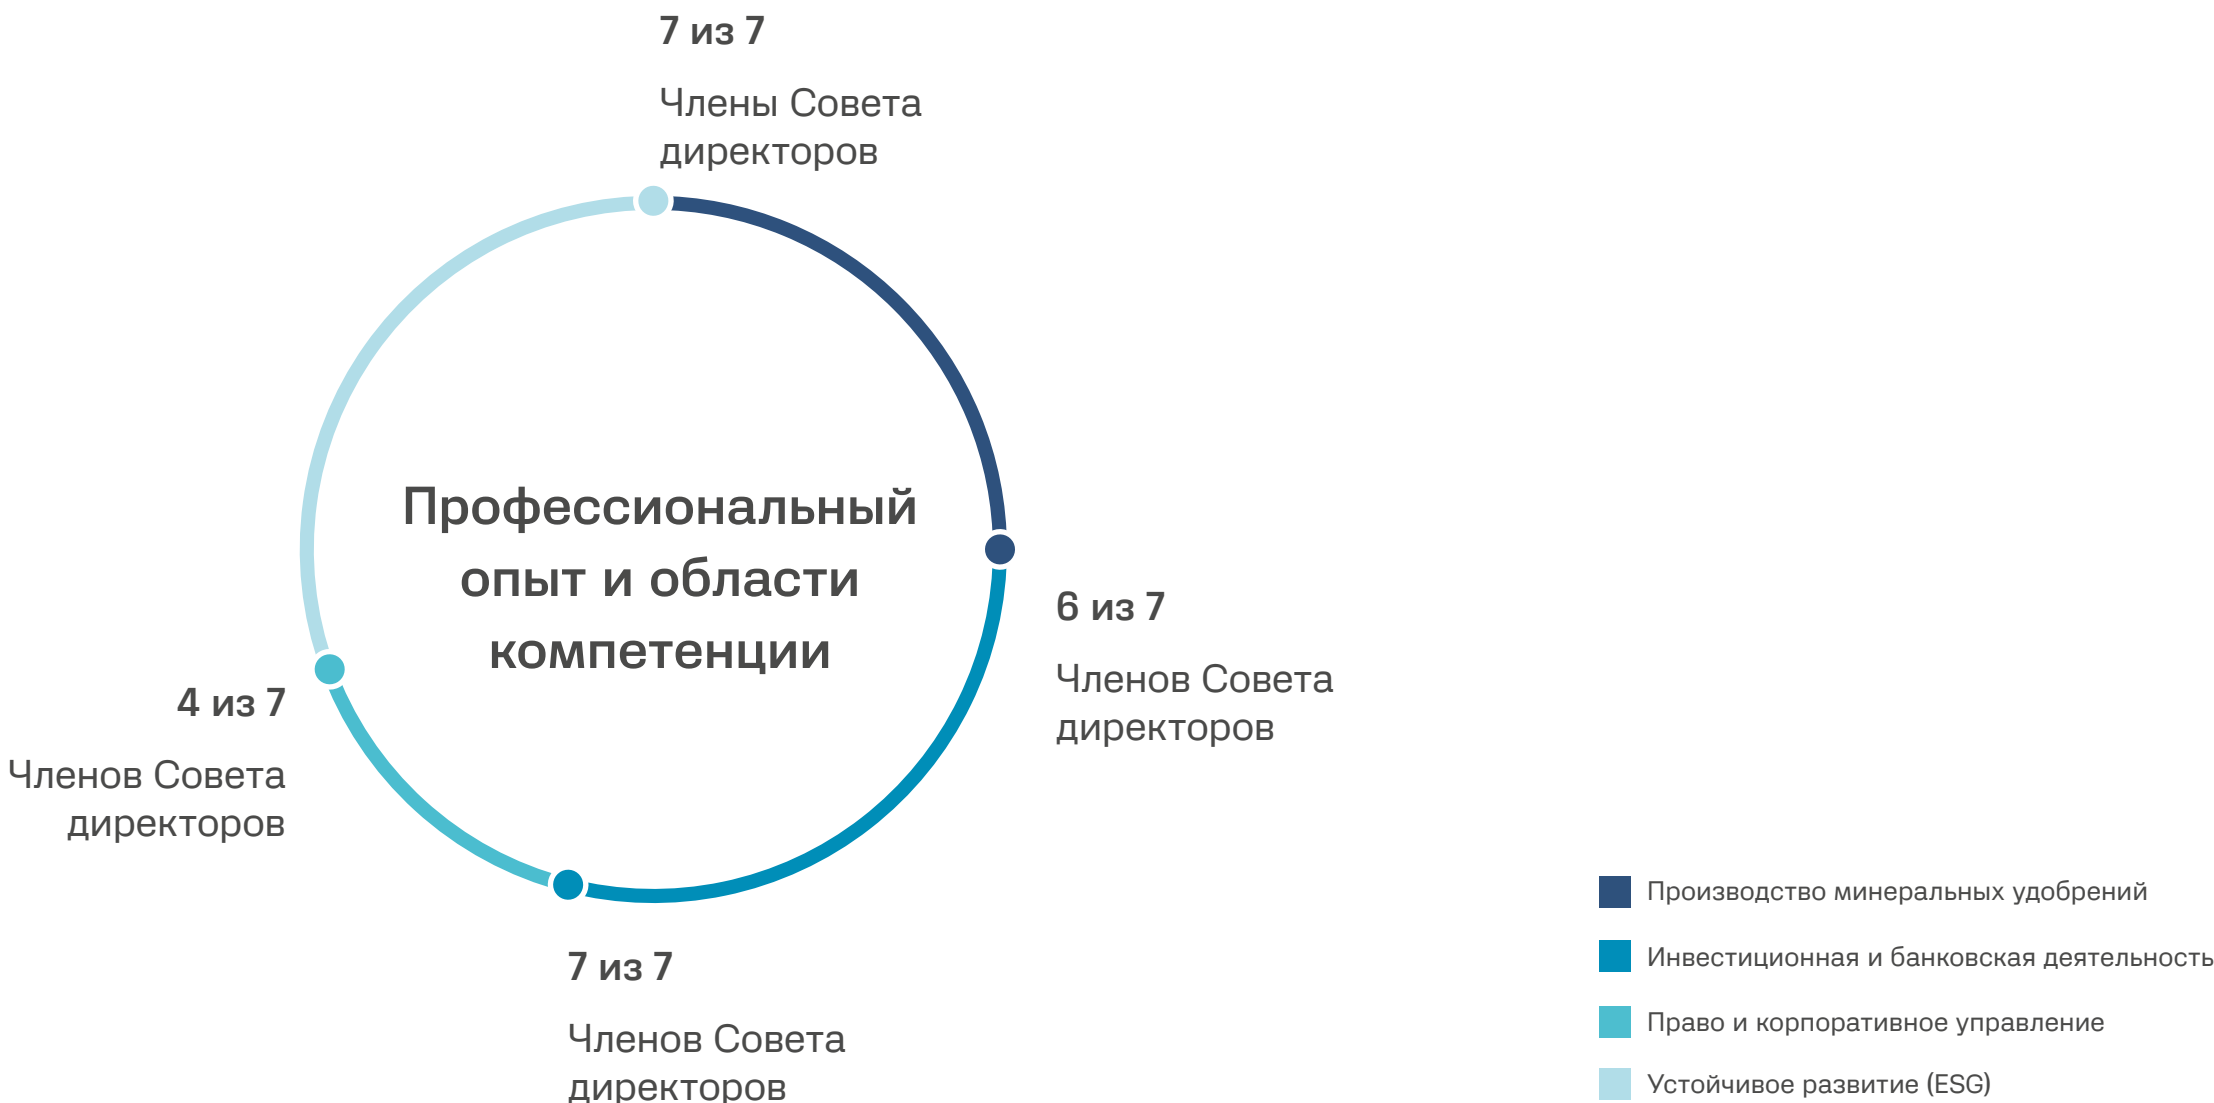 7 из 7
Члены Совета
директоров
Профессиональный
опыт и области
компетенции
6 из 7
Членов Совета
директоров
4 из 7
Членов Совета
директоров
7 из 7
Членов Совета
директоров
Производство минеральных удобрений
Инвестиционная и банковская деятельность
Право и корпоративное управление
Устойчивое развитие (ESG)